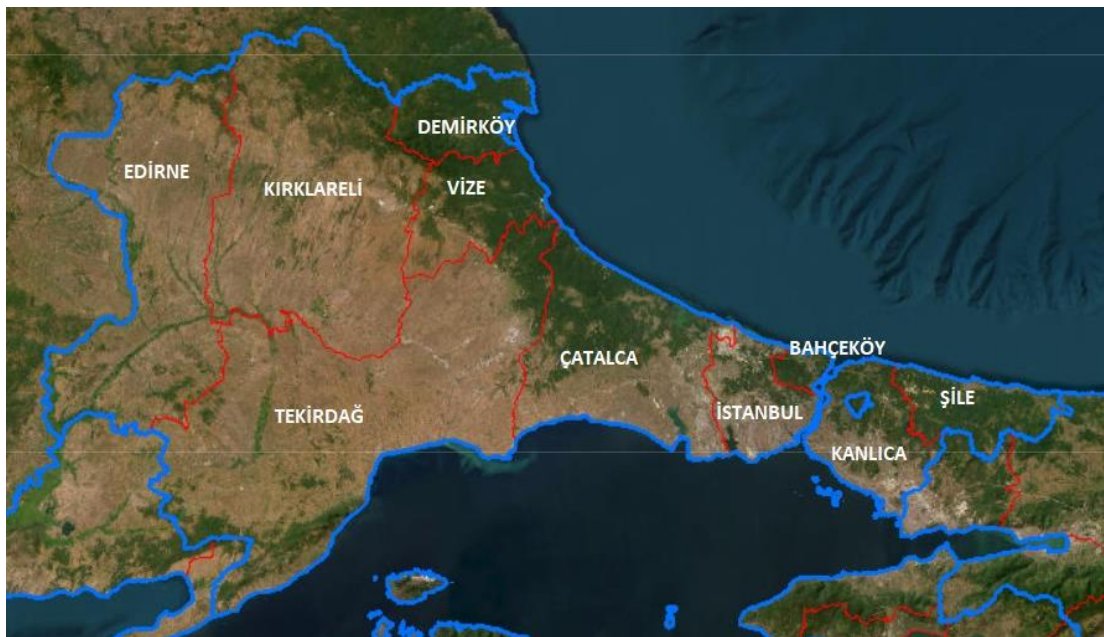 DEMİRKÖY
EDİRNE
KIRKLARELİ
VİZE
BAHÇEKÖY
ÇATALCA
ŞİLE
TEKİRDAĞ
İSTANBUL
KANLICA